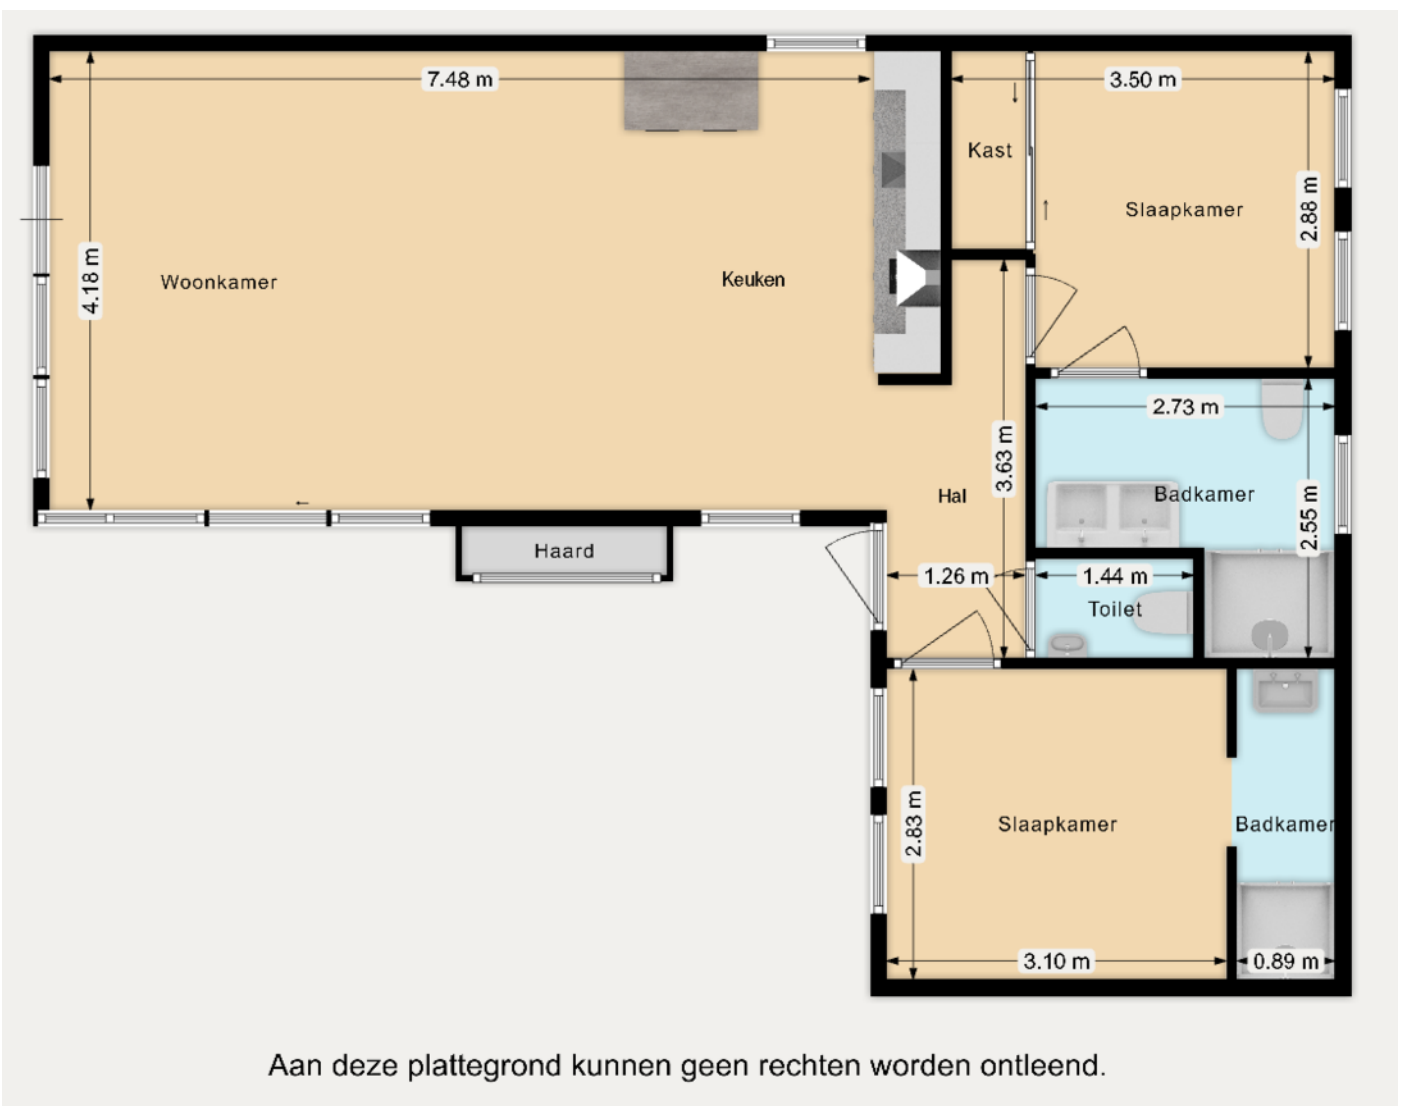 7.48 m
3.50 m
Kast
Slaapkamer
2.88 m
4.18 m
Woonkamer
Keuken
2.73 m
3.63 m
Hal
Badkamer
2.55 m
Haard
1.26 m
1.44 m
Toilet
2.83 m
Slaapkamer
Badkamer
3.10 m
0.89 m
Aan deze plattegrond kunnen geen rechten worden ontleend.